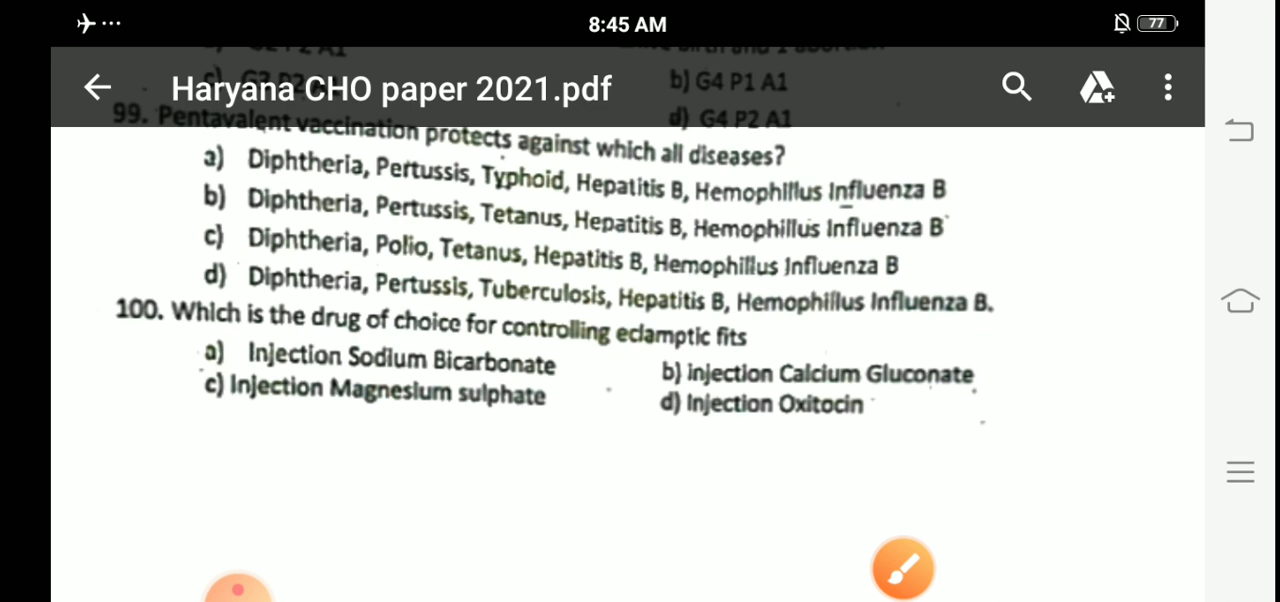 8:45 AM
77
Haryana CHO paper 2021.pdf
b) G4 P1 A1
d) G4 P2 A1
99. Pentavalent vaccination protects against which all diseases?
a) Diphtheria, Pertussis, Typhoid, Hepatitis B, Hemophillus Influenza B
b) Diphtheria, Pertussis, Tetanus, Hepatitis B, Hemophillus Influenza B
c) Diphtheria, Polio, Tetanus, Hepatitis B, Hemophillus Influenza B
d) Diphtheria, Pertussis, Tuberculosis, Hepatitis B, Hemophillus Influenza B.
100. Which is the drug of choice for controlling eclamptic fits
a) Injection Sodium Bicarbonate
b) injection Calcium Gluconate
c) Injection Magnesium sulphate
d) Injection Oxitocin